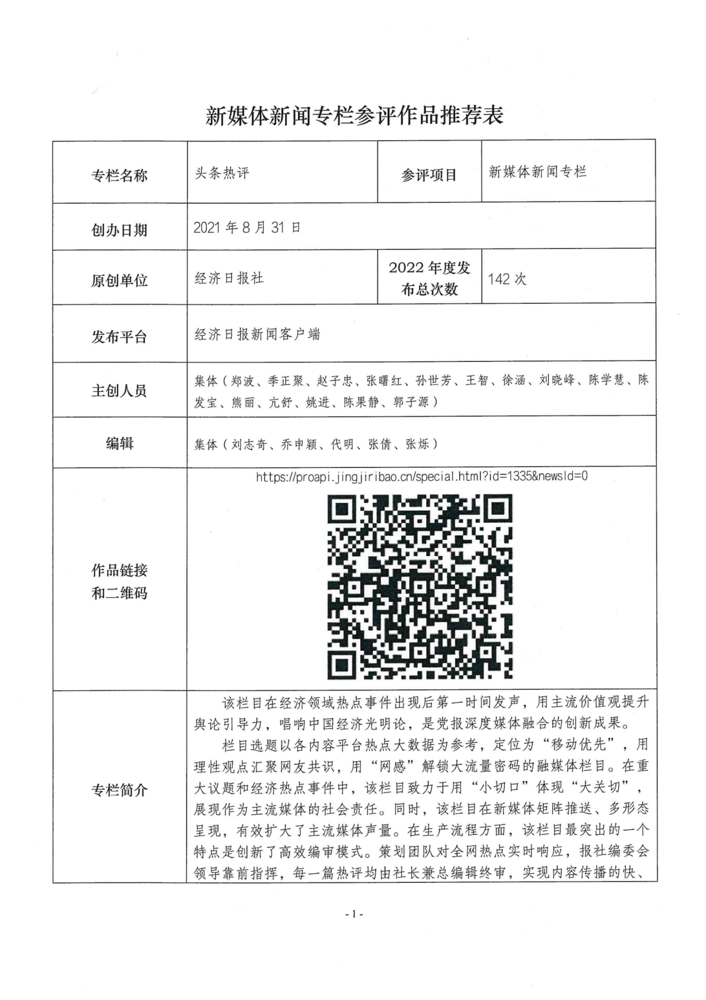 新媒体新闻专栏参评作品推荐表
专栏名称
头条热评
参评项目
新媒体新闻专栏
创办日期
2021 年 8 月 31 日
原创单位
经济日报社
2022 年度发
布总次数
142 次
发布平台
经济日报新闻客户端
主创人员
集体（郑波、季正聚、赵子忠、张曙红、孙世芳、王智、徐涵、刘晓峰、陈学慧、陈
发宝、熊丽、亢舒、姚进、陈果静、郭子源）
编辑
集体（刘志奇、乔申颖、代明、张倩、张烁）
作品链接
和二维码
https://proapi.jingjiribao.cn/special.html?id=1335&newsId=0
专栏简介
该栏目在经济领域热点事件出现后第一时间发声，用主流价值观提升
舆论引导力，唱响中国经济光明论，是党报深度媒体融合的创新成果。
栏目选题以各内容平台热点大数据为参考，定位为“移动优先”，用
理性观点汇聚网友共识，用“网感”解锁大流量密码的融媒体栏目。在重
大议题和经济热点事件中，该栏目致力于用“小切口”体现“大关切”，
展现作为主流媒体的社会责任。同时，该栏目在新媒体矩阵推送、多形态
呈现，有效扩大了主流媒体声量。在生产流程方面，该栏目最突出的一个
特点是创新了高效编审模式。策划团队对全网热点实时响应，报社编委会
领导靠前指挥，每一篇热评均由社长兼总编辑终审，实现内容传播的快、
- 1 -